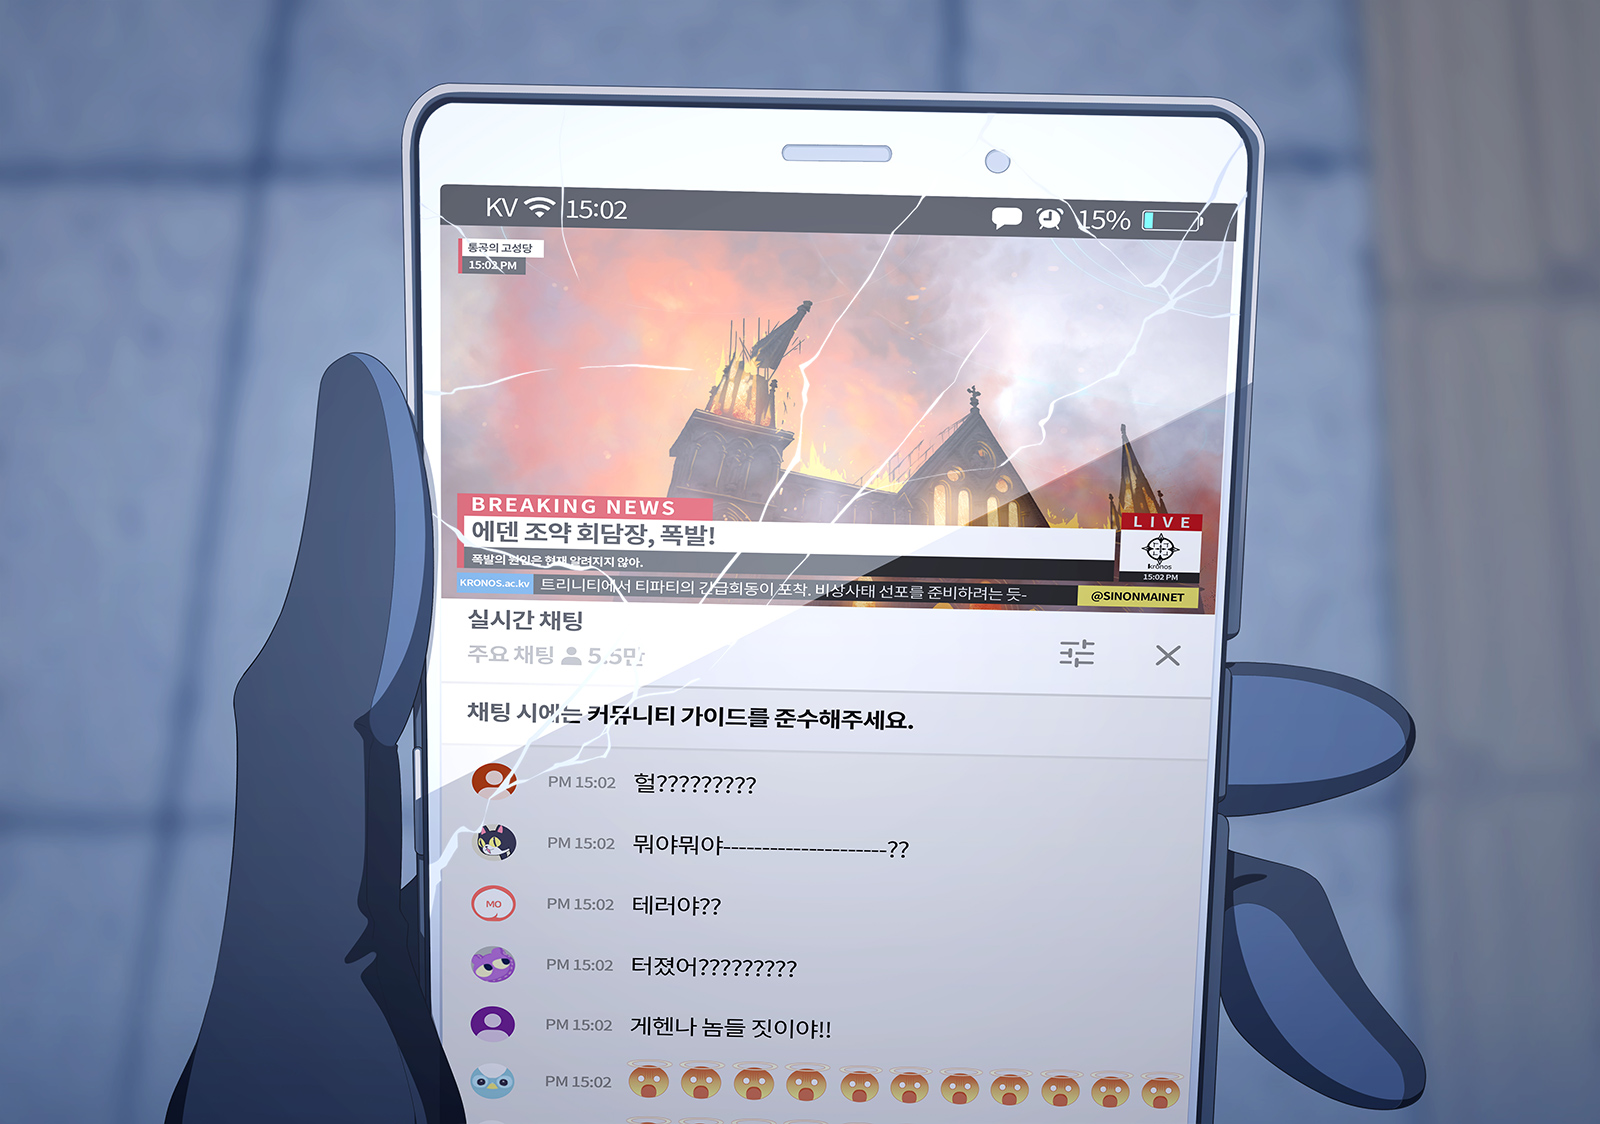 KV 15:02 15%
통곡의 고성당
15:02 PM
BREAKING NEWS
에덴 조약 회담장, 폭발!
폭발의 원인은 현재 알려지지 않아.
LIVE
kronos
15:02 PM
KRONOS.ac.kv 트리니티에서 티파티의 긴급회동이 포착. 비상사태 선포를 준비하려는 듯-
@SINONMAINET
실시간 채팅
주요 채팅 5.5만
채팅 시에는 커뮤니티 가이드를 준수해주세요.
PM 15:02 헐?????????
PM 15:02 뭐야뭐야---------------------??
MO PM 15:02 테러야??
PM 15:02 터졌어?????????
PM 15:02 게헨나 놈들 짓이야!!
PM 15:02